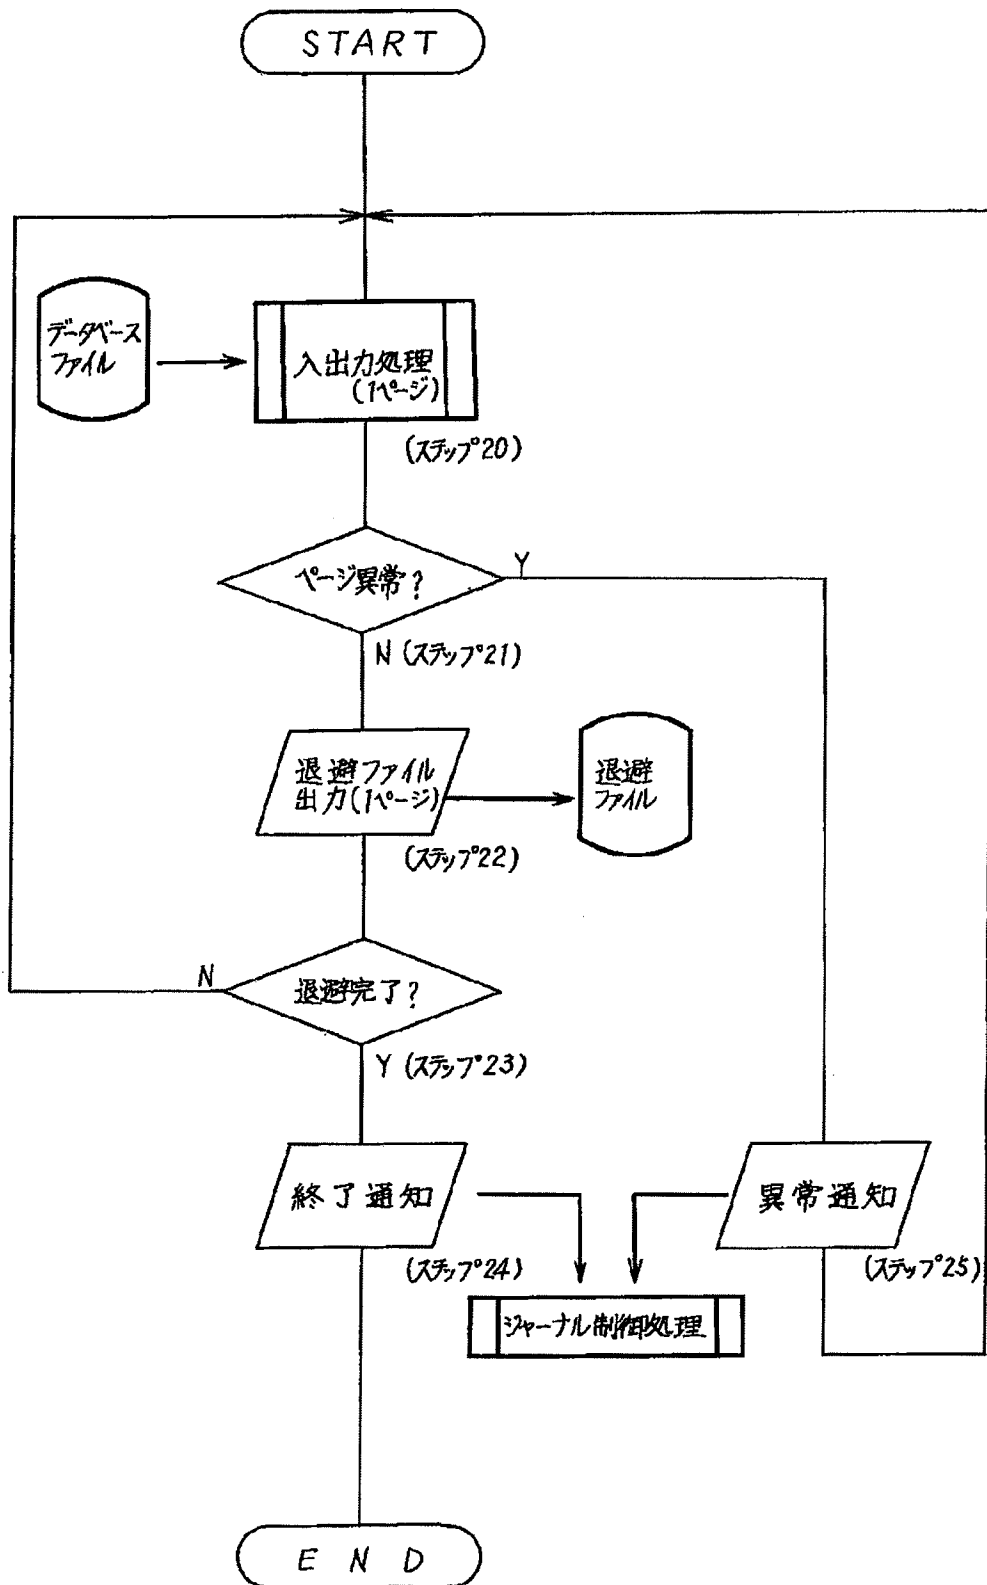 START
データベース
ファイル
入出力処理
(1ページ)
(ステップ20)
ページ異常?
Y
N (ステップ21)
退避ファイル
出力(1ページ)
退避
ファイル
(ステップ22)
N
退避完了?
Y (ステップ23)
終了通知
異常通知
(ステップ24)
(ステップ25)
ジャーナル制御処理
END